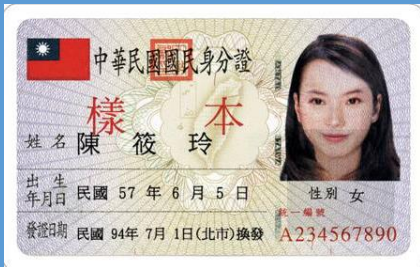 中華民國國民身分證
樣本
姓名 陳筱玲
出生年月日 民國 57 年 6 月 5 日
性別 女
統一編號
A234567890
發證日期 民國 94年 7月 1日(北市)換發